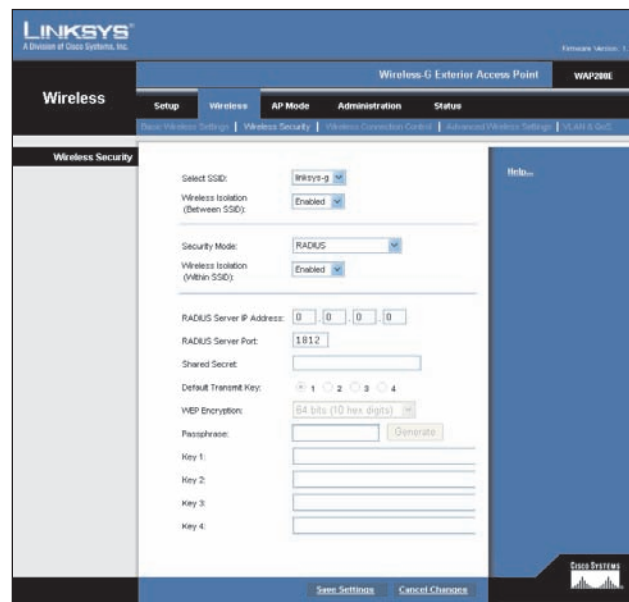 LINKSYS®
A Division of Cisco Systems, Inc.
Firmware Version: 1.
Wireless-G Exterior Access Point WAP200E
Wireless
Setup Wireless AP Mode Administration Status
Basic Wireless Settings | Wireless Security | Wireless Connection Control | Advanced Wireless Settings | VLAN & QoS
Wireless Security
Help...
Select SSID: linksys-g
Wireless Isolation
(Between SSID): Enabled
Security Mode: RADIUS
Wireless Isolation
(Within SSID): Enabled
RADIUS Server IP Address: 0 . 0 . 0 . 0
RADIUS Server Port: 1812
Shared Secret:
Default Transmit Key: 1 2 3 4
WEP Encryption: 64 bits (10 hex digits)
Passphrase: Generate
Key 1:
Key 2:
Key 3:
Key 4:
Save Settings Cancel Changes
CISCO SYSTEMS